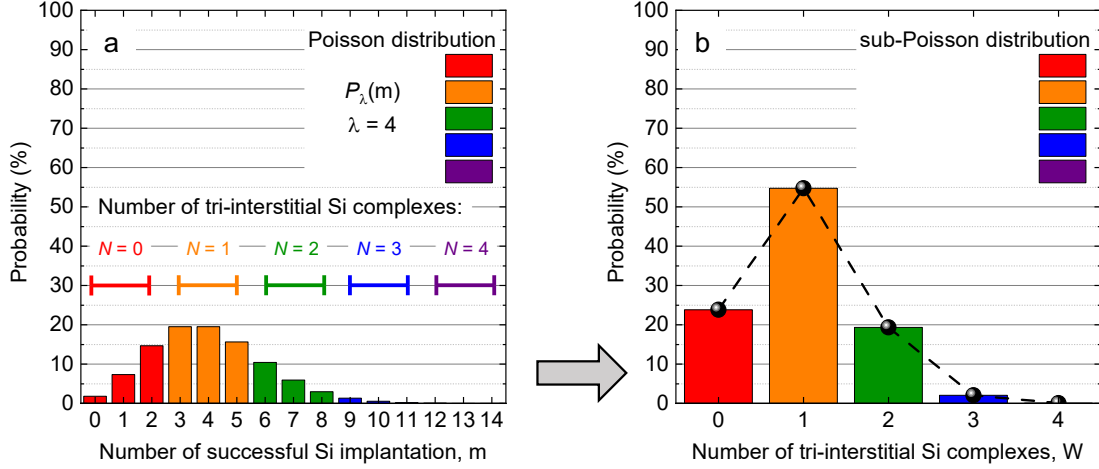 a
Poisson distribution
Pλ(m)
λ = 4
Number of tri-interstitial Si complexes:
N = 0 N = 1 N = 2 N = 3 N = 4
100
90
80
70
60
50
40
30
20
10
0
Probability (%)
0 1 2 3 4 5 6 7 8 9 10 11 12 13 14
Number of successful Si implantation, m
b
sub-Poisson distribution
100
90
80
70
60
50
40
30
20
10
0
Probability (%)
0 1 2 3 4
Number of tri-interstitial Si complexes, W